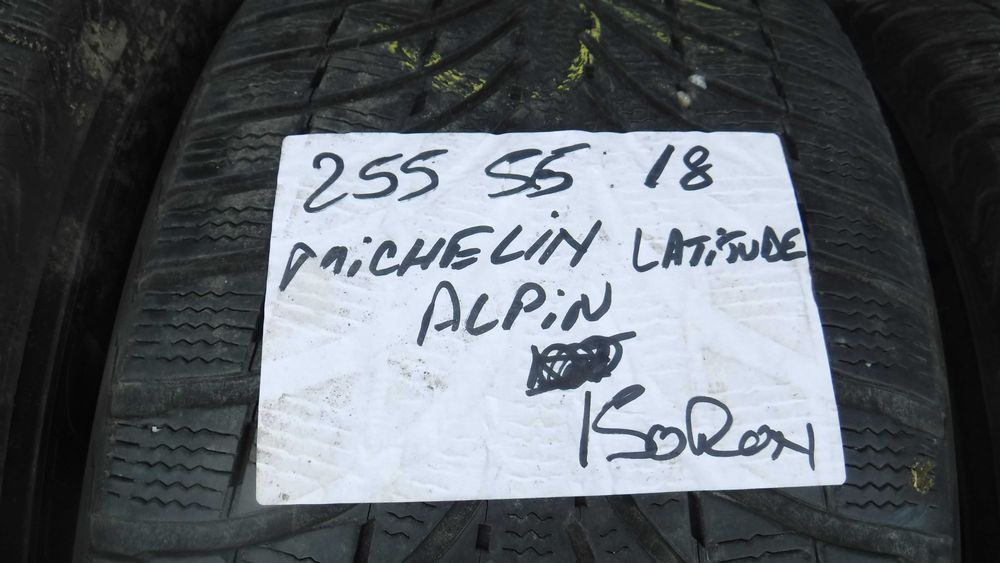 255 55 18
MiCHELiN LATiTUDE
ALPiN
150RON